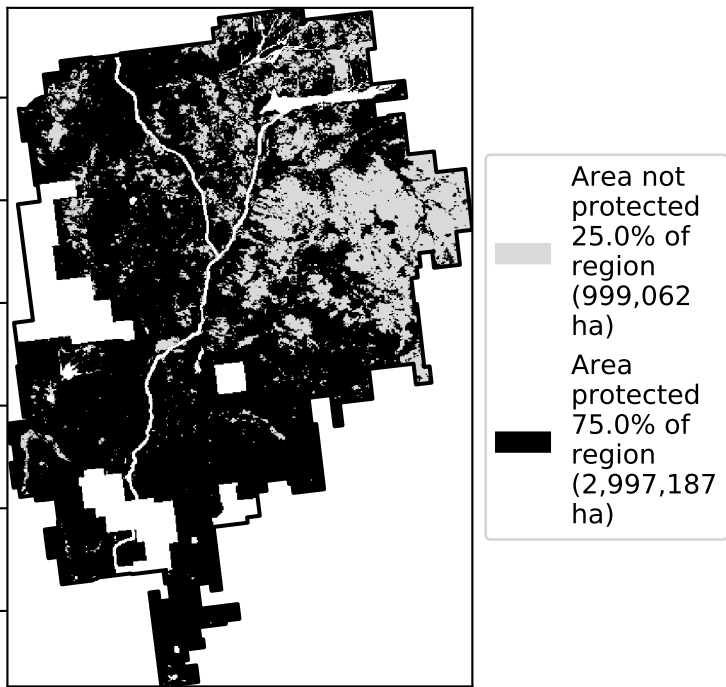 Area not
protected
25.0% of
region
(999,062
ha)
Area
protected
75.0% of
region
(2,997,187
ha)